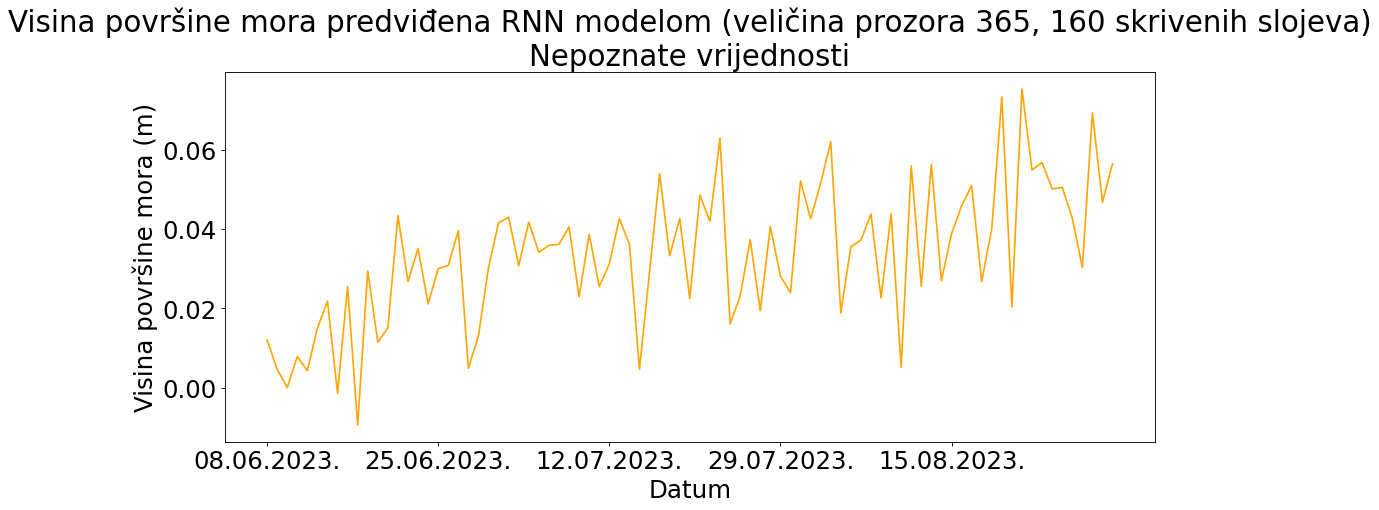 Visina površine mora predviđena RNN modelom (veličina prozora 365, 160 skrivenih slojeva)
Nepoznate vrijednosti
Visina površine mora (m)
0.06
0.04
0.02
0.00
08.06.2023. 25.06.2023. 12.07.2023. 29.07.2023. 15.08.2023.
Datum